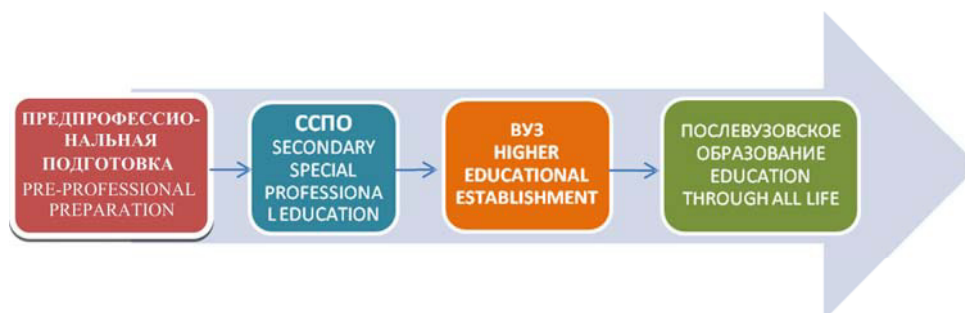 ПРЕДПРОФЕССИО-
НАЛЬНАЯ
ПОДГОТОВКА
PRE-PROFESSIONAL
PREPARATION
ССПО
SECONDARY
SPECIAL
PROFESSIONA
L EDUCATION
ВУЗ
HIGHER
EDUCATIONAL
ESTABLISHMENT
ПОСЛЕВУЗОВСКОЕ
ОБРАЗОВАНИЕ
EDUCATION
THROUGH ALL LIFE